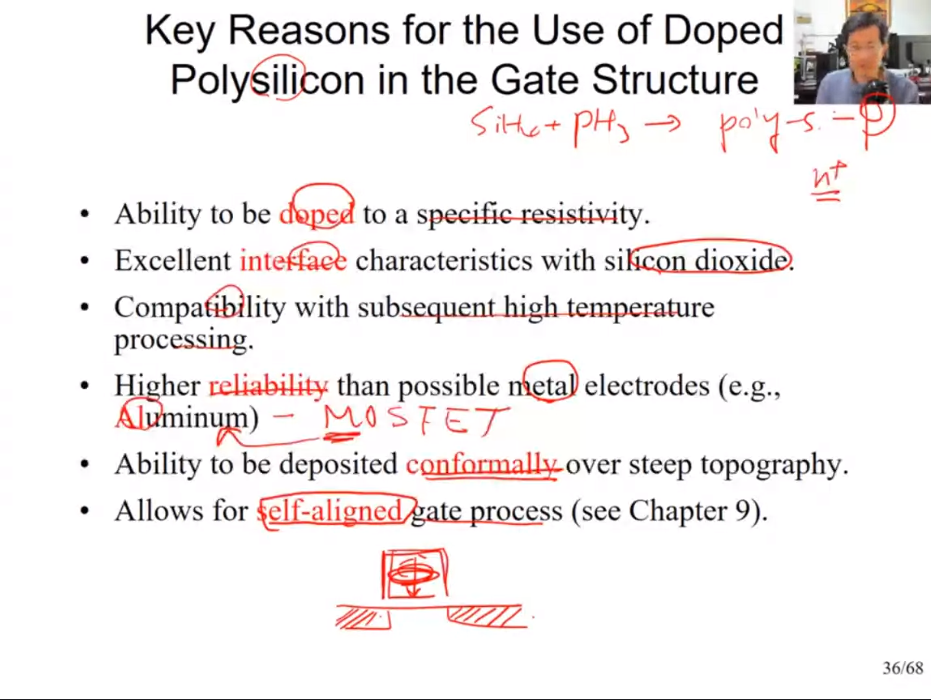 Key Reasons for the Use of Doped
Polysilicon in the Gate Structure
SiH4 + PH3 → poly-si - P
n+
• Ability to be doped to a specific resistivity.
• Excellent interface characteristics with silicon dioxide.
• Compatibility with subsequent high temperature
processing.
• Higher reliability than possible metal electrodes (e.g.,
Aluminum) – MOSFET
• Ability to be deposited conformally over steep topography.
• Allows for self-aligned gate process (see Chapter 9).
36/68